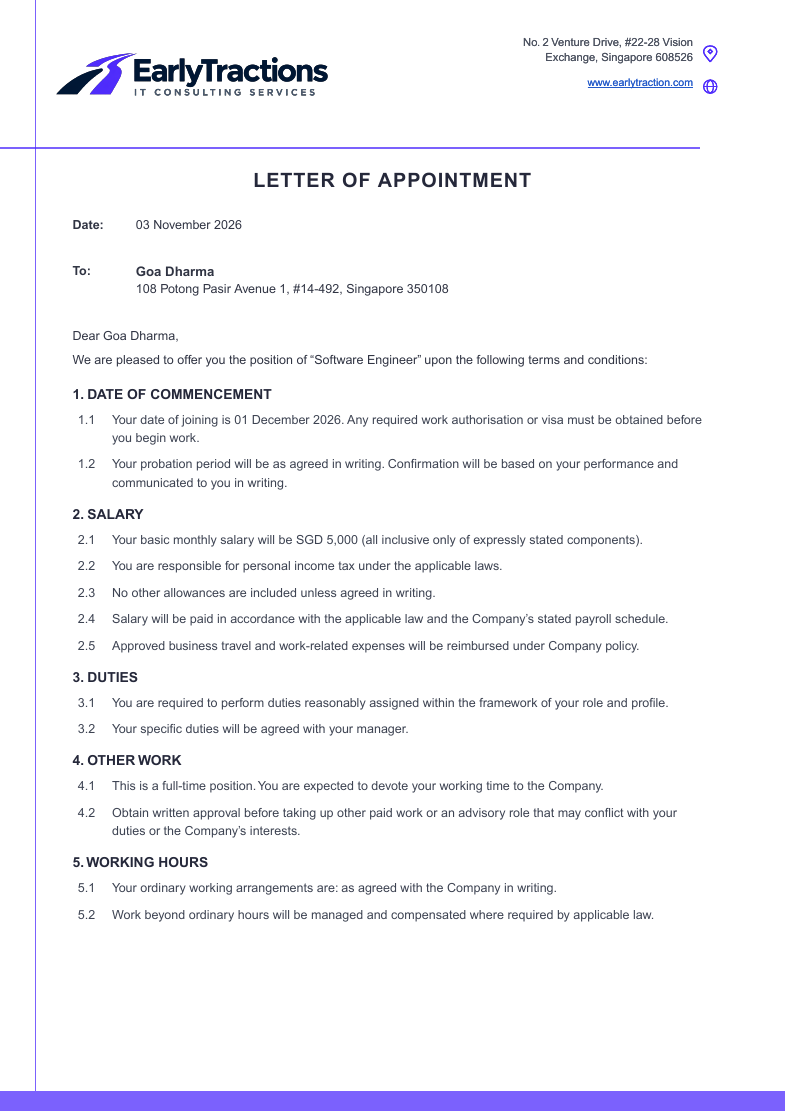 EarlyTractions
IT CONSULTING SERVICES
No. 2 Venture Drive, #22-28 Vision
Exchange, Singapore 608526
www.earlytraction.com
LETTER OF APPOINTMENT
Date: 03 November 2026
To: Goa Dharma
108 Potong Pasir Avenue 1, #14-492, Singapore 350108
Dear Goa Dharma,
We are pleased to offer you the position of “Software Engineer” upon the following terms and conditions:
1. DATE OF COMMENCEMENT
1.1 Your date of joining is 01 December 2026. Any required work authorisation or visa must be obtained before
you begin work.
1.2 Your probation period will be as agreed in writing. Confirmation will be based on your performance and
communicated to you in writing.
2. SALARY
2.1 Your basic monthly salary will be SGD 5,000 (all inclusive only of expressly stated components).
2.2 You are responsible for personal income tax under the applicable laws.
2.3 No other allowances are included unless agreed in writing.
2.4 Salary will be paid in accordance with the applicable law and the Company’s stated payroll schedule.
2.5 Approved business travel and work-related expenses will be reimbursed under Company policy.
3. DUTIES
3.1 You are required to perform duties reasonably assigned within the framework of your role and profile.
3.2 Your specific duties will be agreed with your manager.
4. OTHER WORK
4.1 This is a full-time position. You are expected to devote your working time to the Company.
4.2 Obtain written approval before taking up other paid work or an advisory role that may conflict with your
duties or the Company’s interests.
5. WORKING HOURS
5.1 Your ordinary working arrangements are: as agreed with the Company in writing.
5.2 Work beyond ordinary hours will be managed and compensated where required by applicable law.